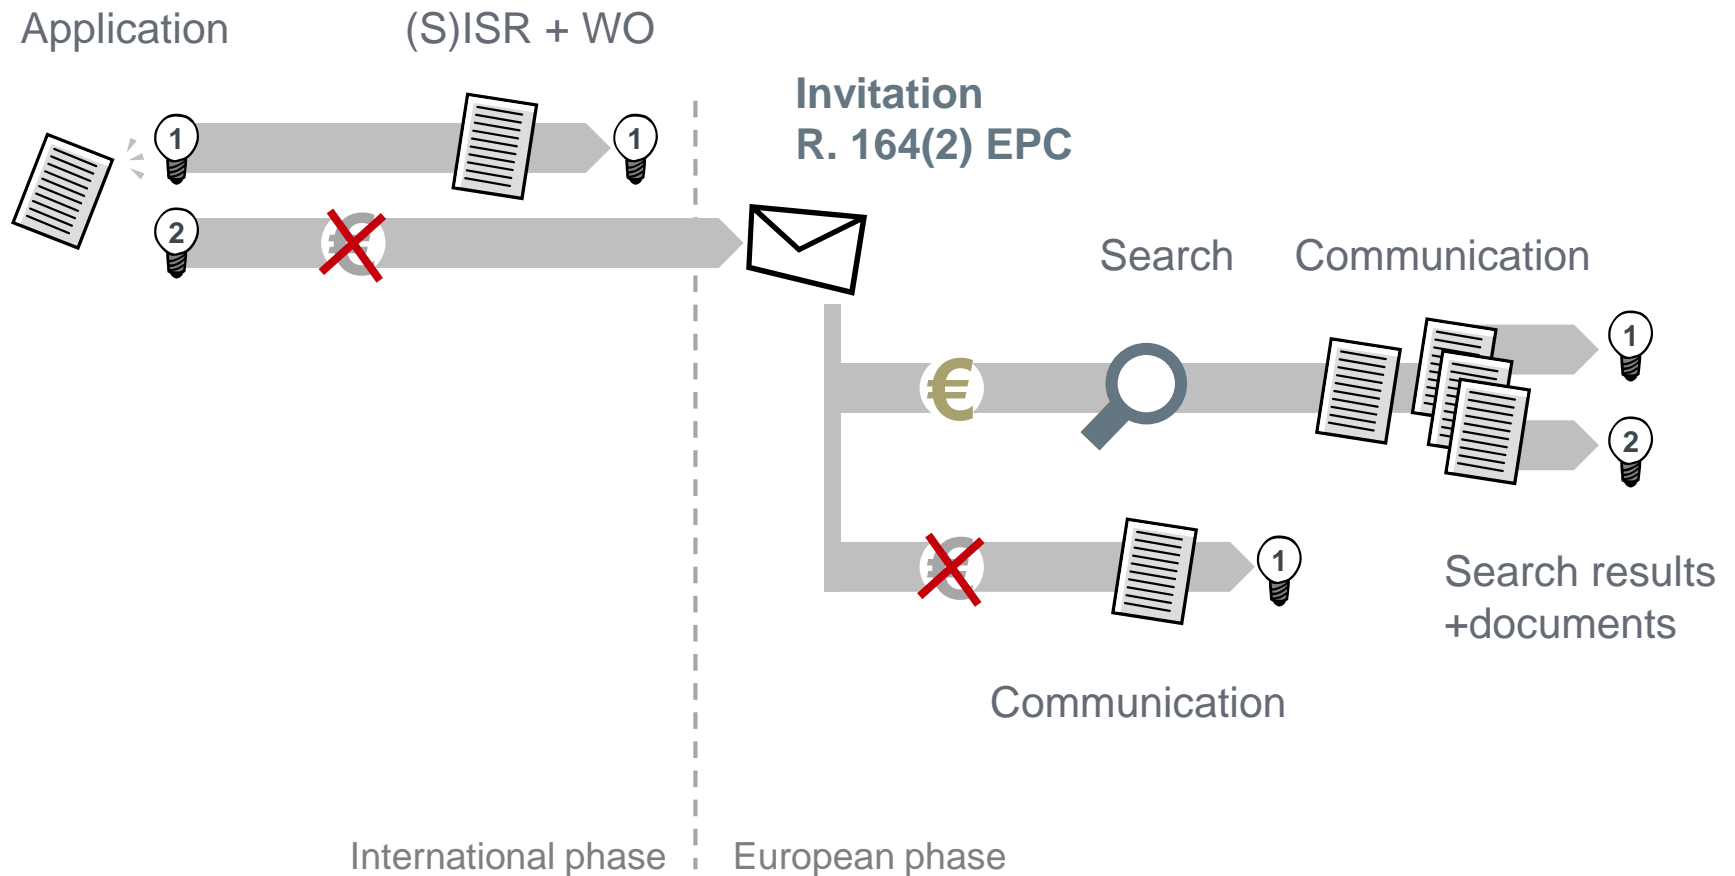 Application
(S)ISR + WO
Invitation
R. 164(2) EPC
1
1
2
€
Search
Communication
1
€
2
€
1
Search results
+documents
Communication
International phase
European phase